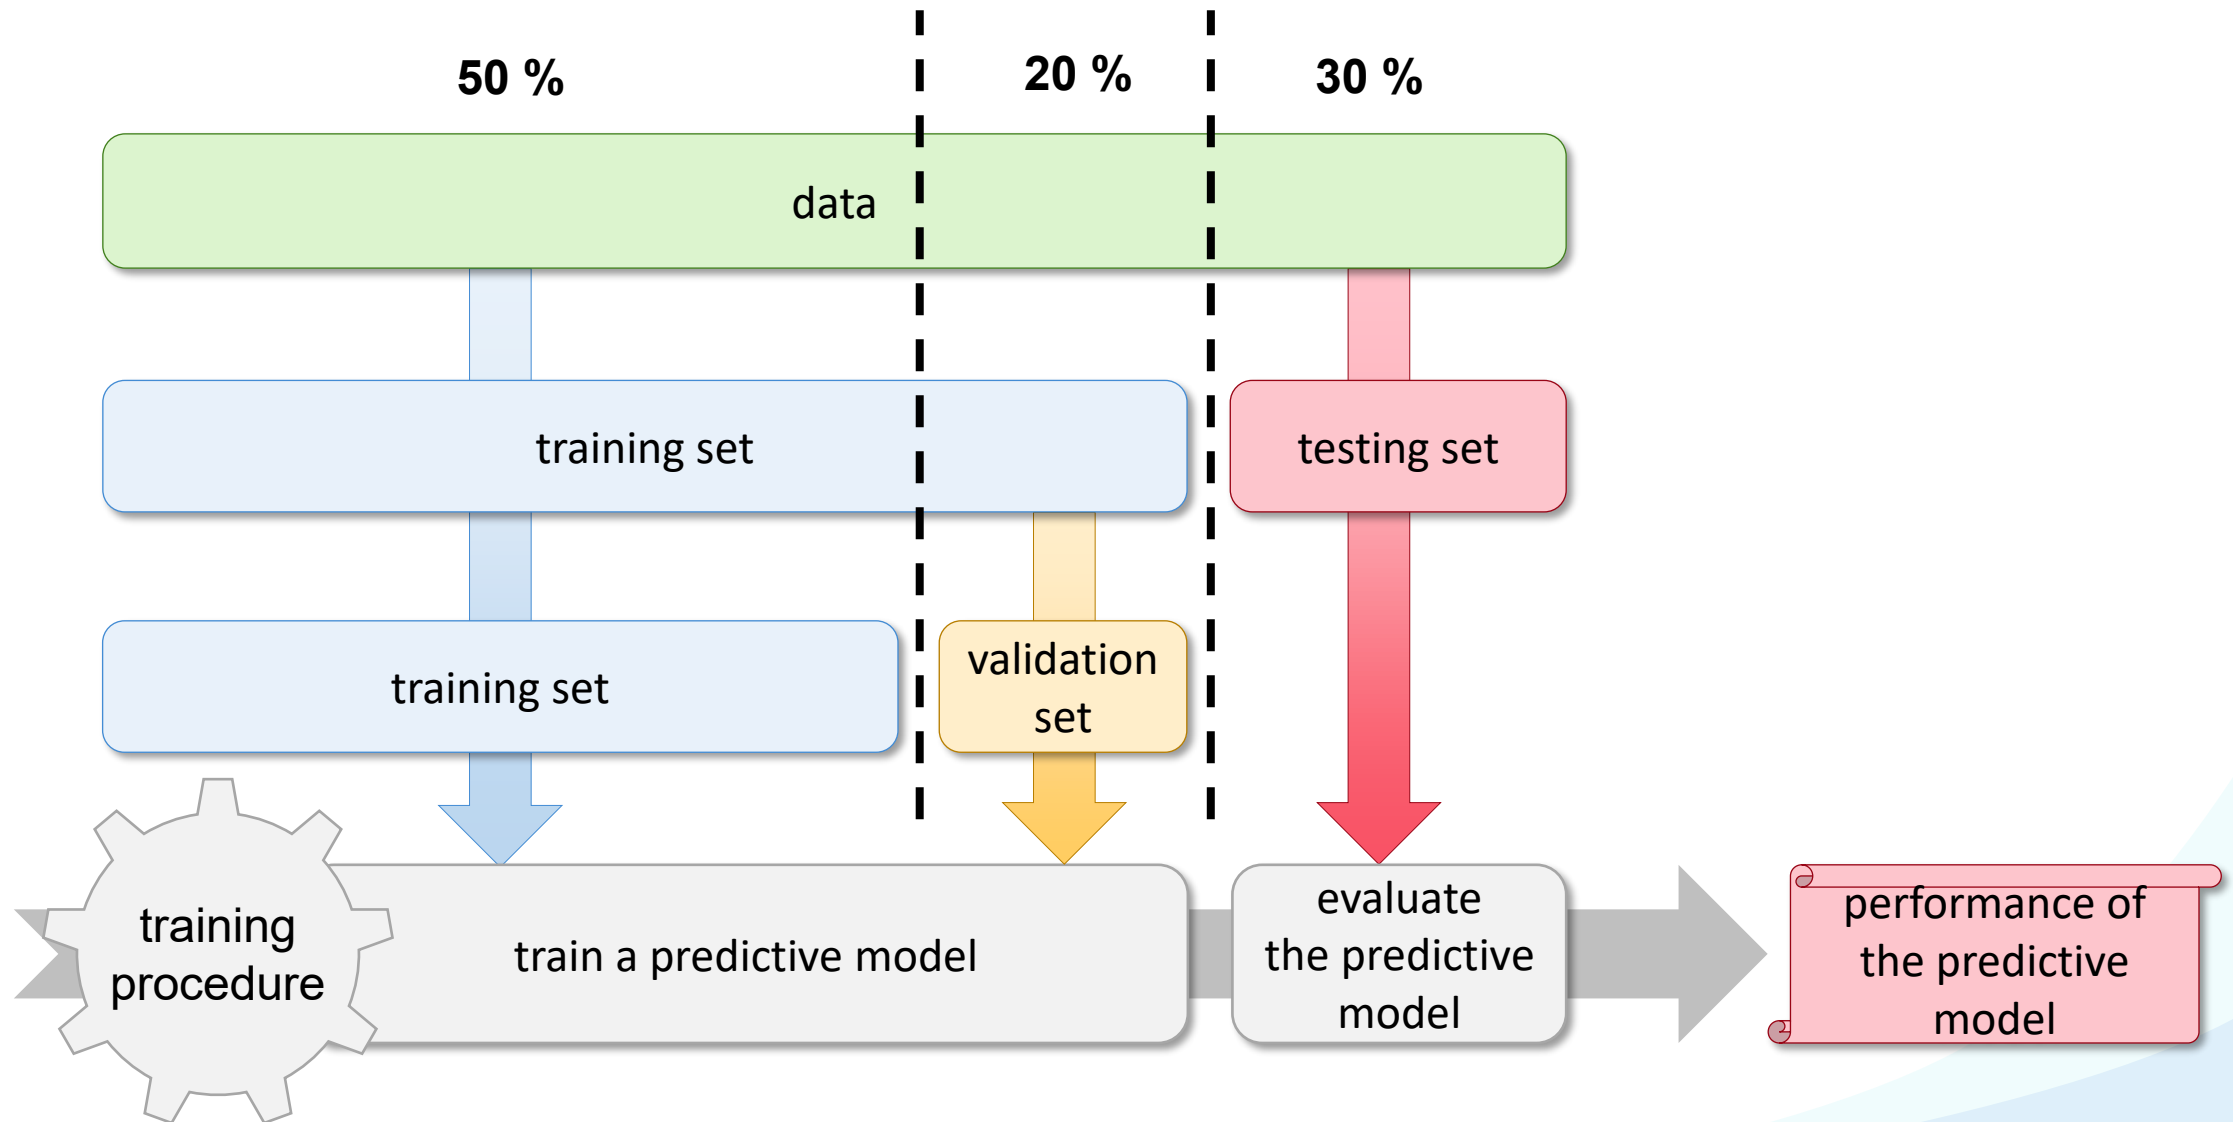 50 %
20 %
30 %
data
training set
testing set
training set
validation
set
training
procedure
train a predictive model
evaluate
the predictive
model
performance of
the predictive
model